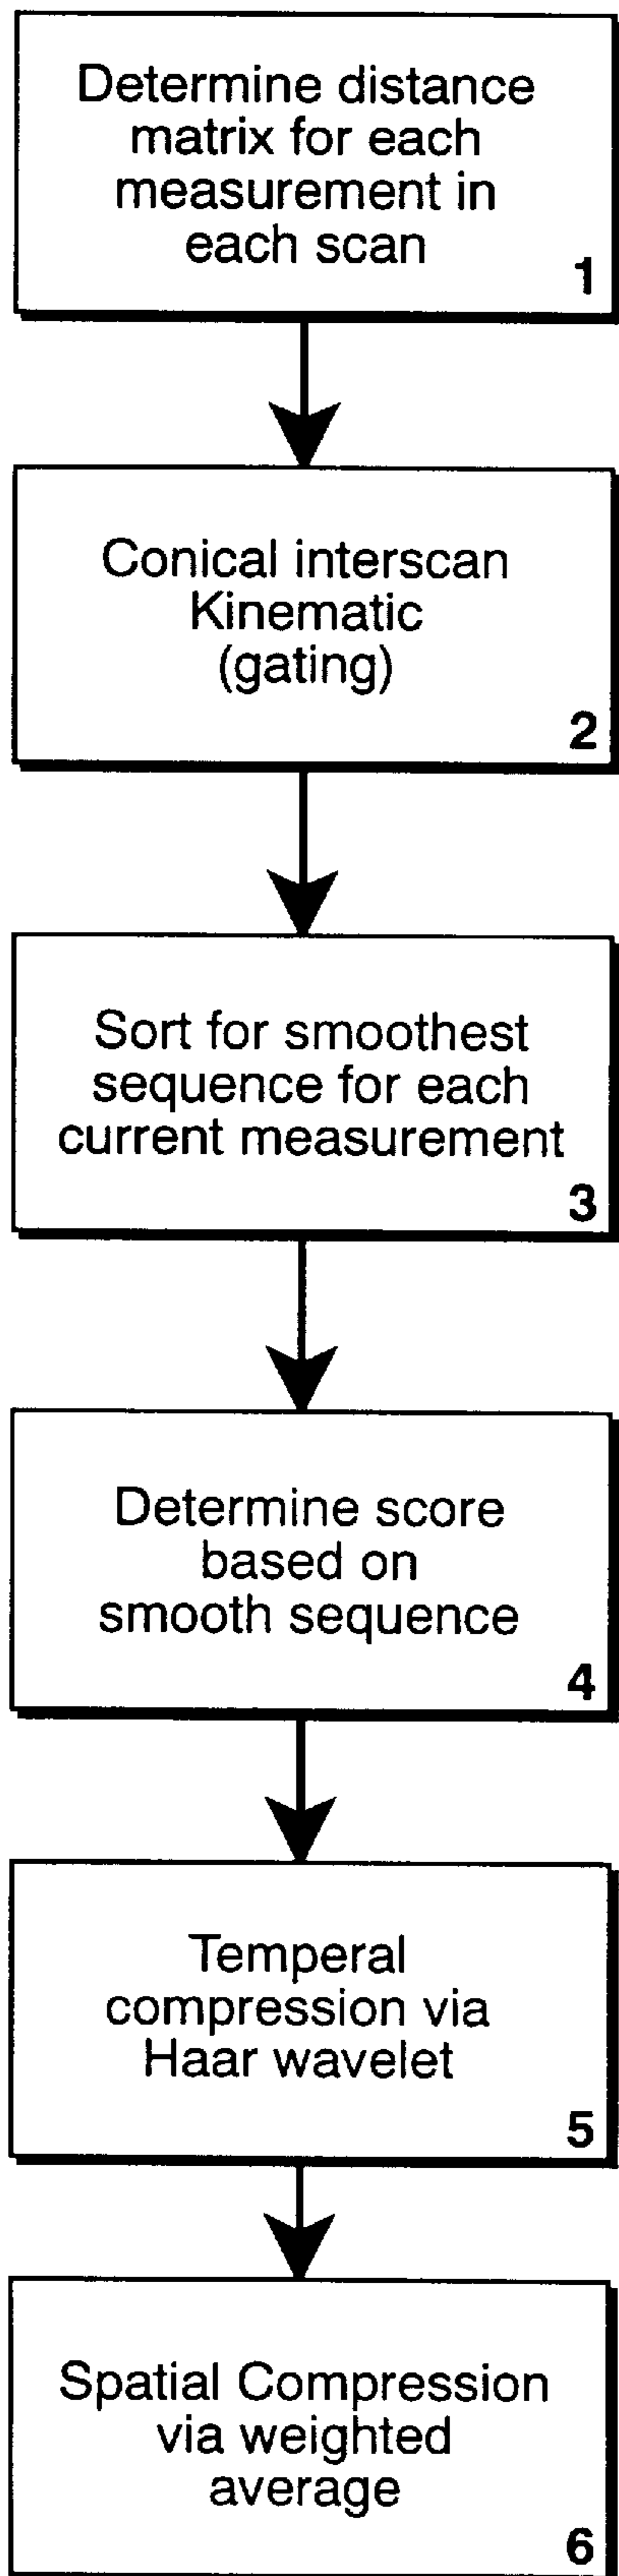 Determine distance
matrix for each
measurement in
each scan
1
Conical interscan
Kinematic
(gating)
2
Sort for smoothest
sequence for each
current measurement
3
Determine score
based on
smooth sequence
4
Temperal
compression via
Haar wavelet
5
Spatial Compression
via weighted
average
6